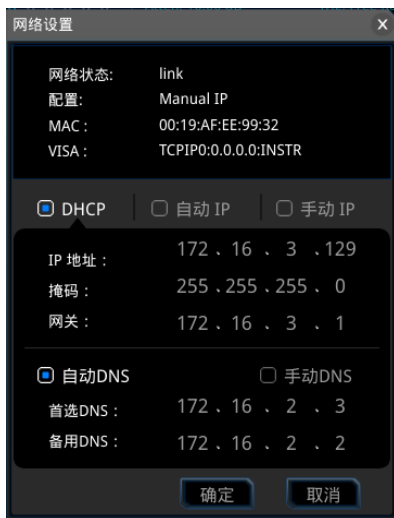 网络设置 X
网络状态: link
配置: Manual IP
MAC : 00:19:AF:EE:99:32
VISA : TCPIP0:0.0.0.0:INSTR
DHCP 自动 IP 手动 IP
IP 地址 : 172 . 16 . 3 .129
掩码 : 255 .255 .255 . 0
网关 : 172 . 16 . 3 . 1
自动DNS 手动DNS
首选DNS : 172 . 16 . 2 . 3
备用DNS : 172 . 16 . 2 . 2
确定 取消